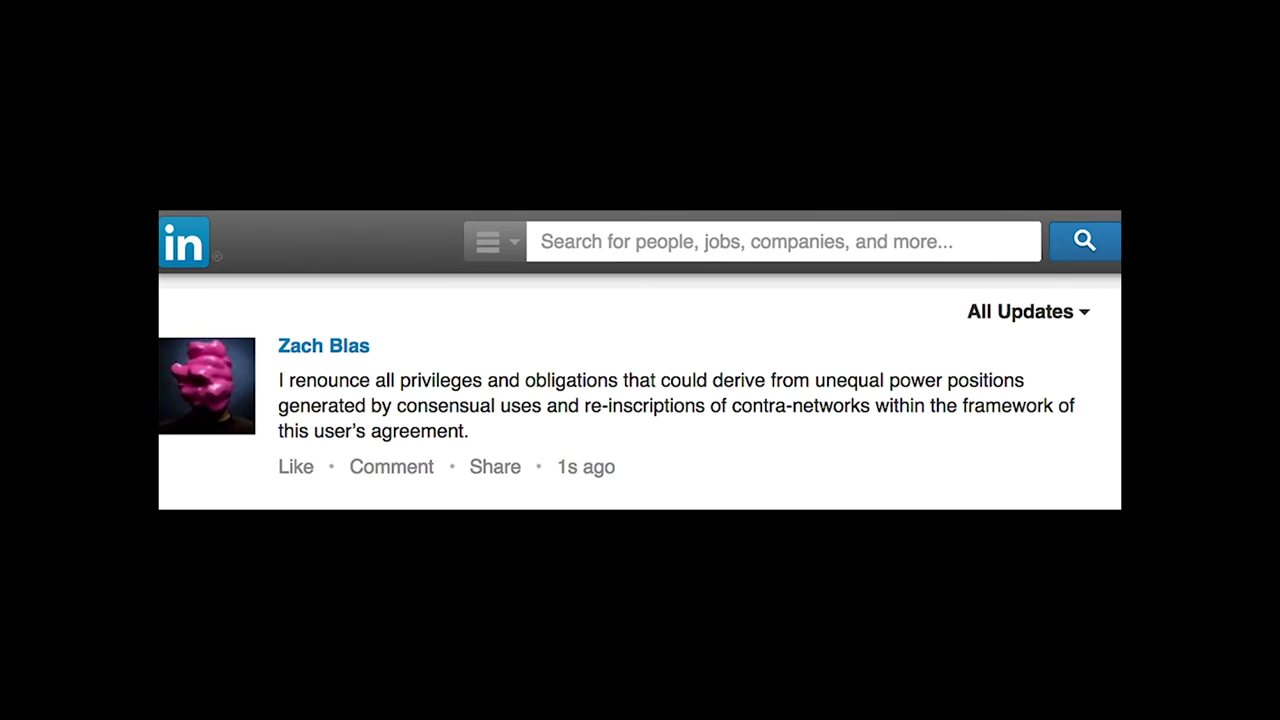 in ®
Search for people, jobs, companies, and more...
All Updates
Zach Blas
I renounce all privileges and obligations that could derive from unequal power positions
generated by consensual uses and re-inscriptions of contra-networks within the framework of
this user’s agreement.
Like • Comment • Share • 1s ago